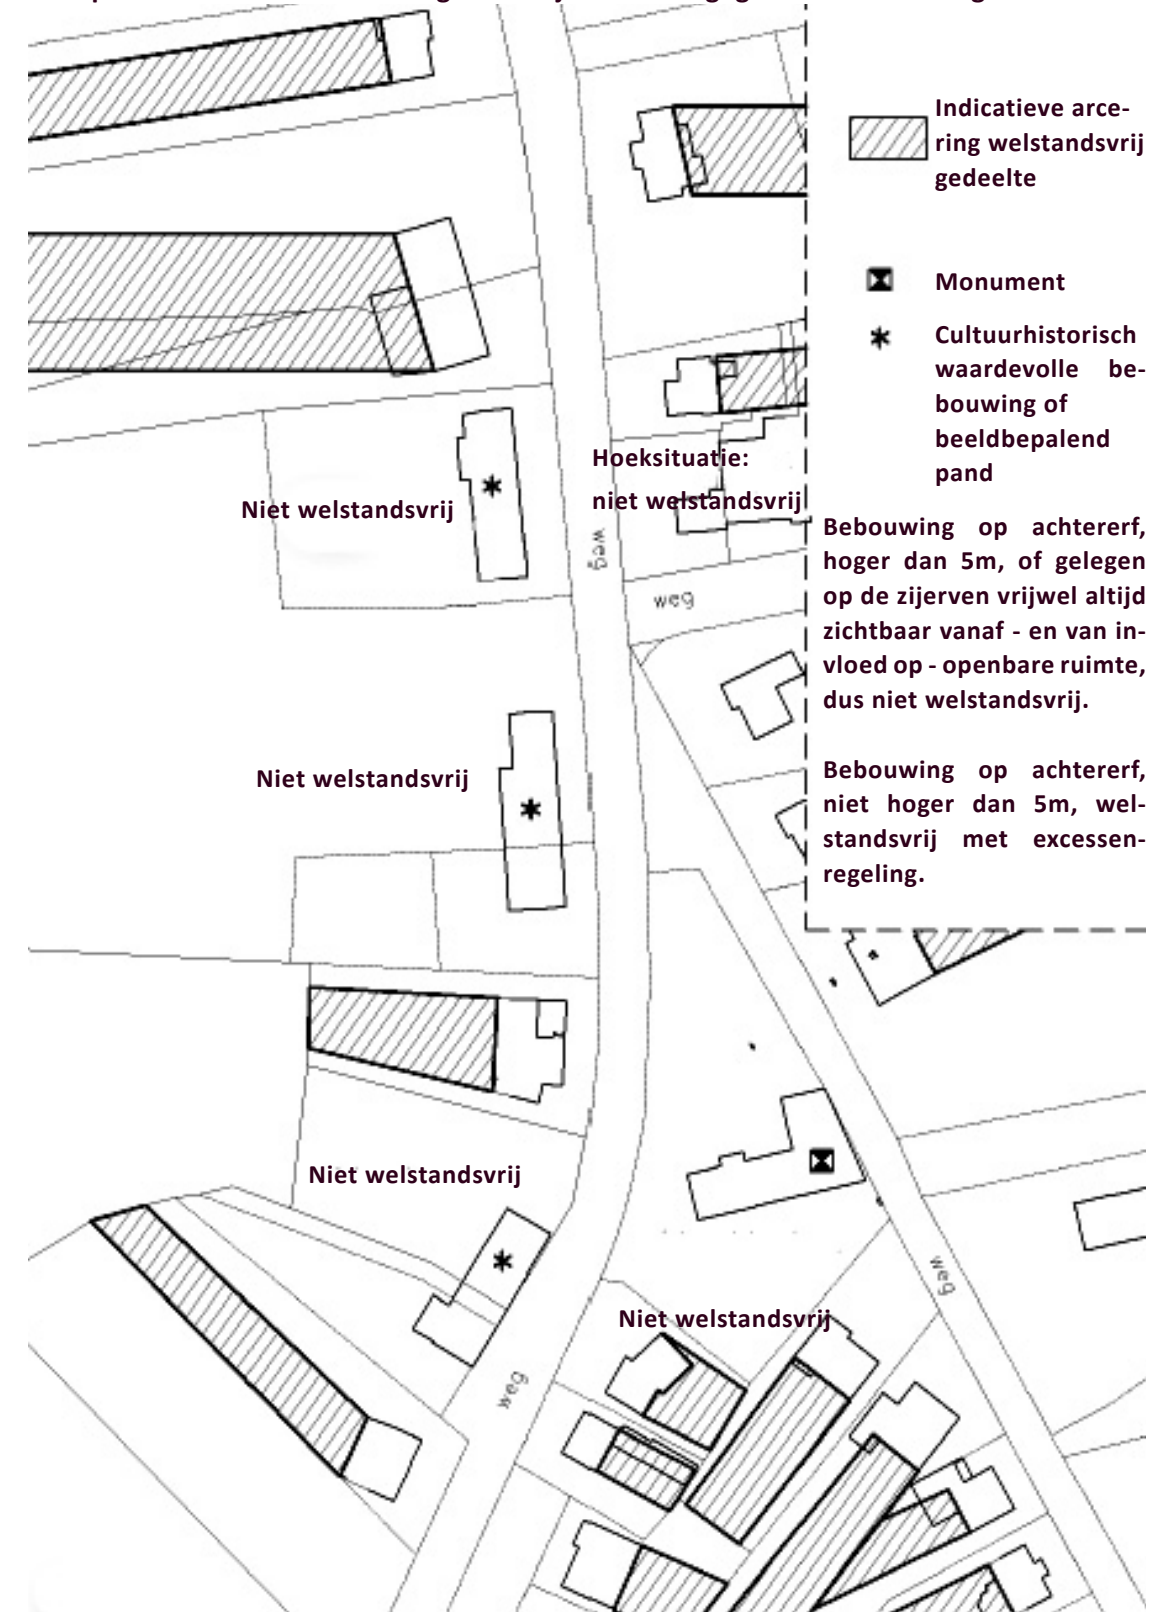 Indicatieve arce-
ring welstandsvrij
gedeelte
Monument
Cultuurhistorisch
waardevolle be-
bouwing of
beeldbepalend
pand
Hoeksituatie:
niet welstandsvrij
Niet welstandsvrij
weg
weg
Bebouwing op achtererf,
hoger dan 5m, of gelegen
op de zijerven vrijwel altijd
zichtbaar vanaf - en van in-
vloed op - openbare ruimte,
dus niet welstandsvrij.
Niet welstandsvrij
Bebouwing op achtererf,
niet hoger dan 5m, wel-
standsvrij met excessen-
regeling.
Niet welstandsvrij
weg
Niet welstandsvrij
weg